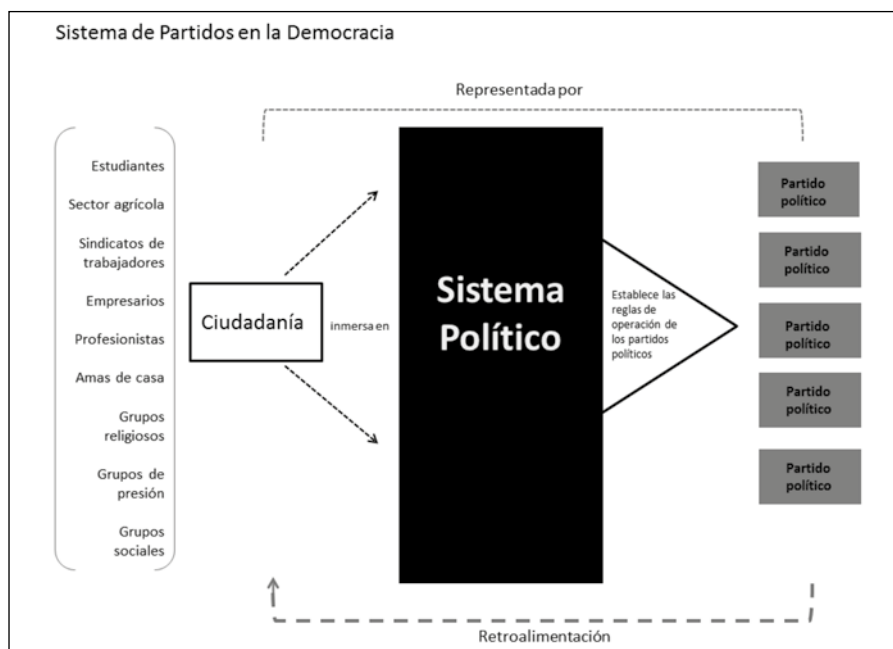 Sistema de Partidos en la Democracia
Representada por
Estudiantes
Sector agrícola
Sindicatos de
trabajadores
Empresarios
Profesionistas
Amas de casa
Grupos
religiosos
Grupos de
presión
Grupos
sociales
Ciudadanía
inmersa en
Sistema
Político
Establece las
reglas de
operación de
los partidos
políticos
Partido
político
Partido
político
Partido
político
Partido
político
Partido
político
Retroalimentación